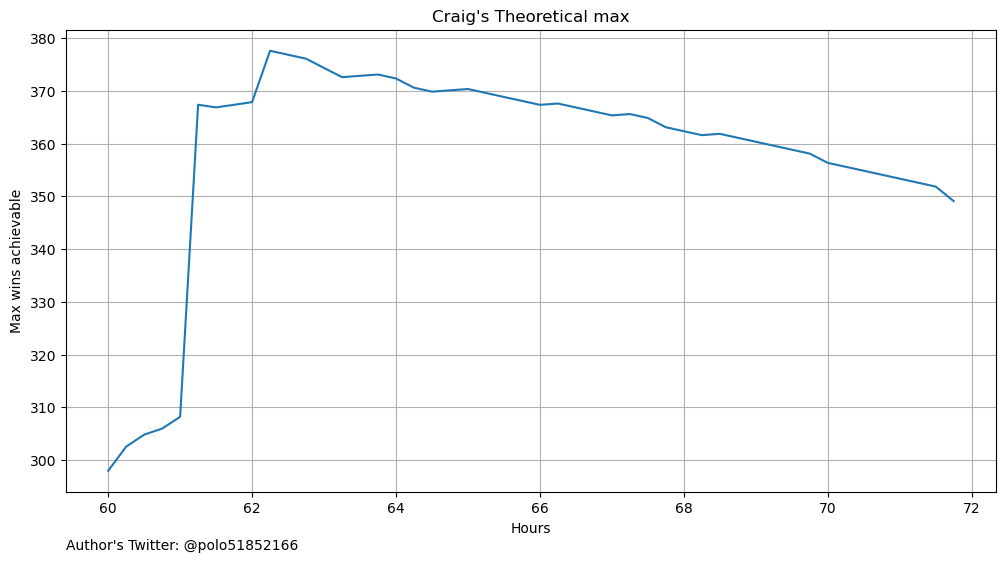 Craig's Theoretical max
380
370
360
350
340
330
320
310
300
Max wins achievable
60 62 64 66 68 70 72
Hours
Author's Twitter: @polo51852166